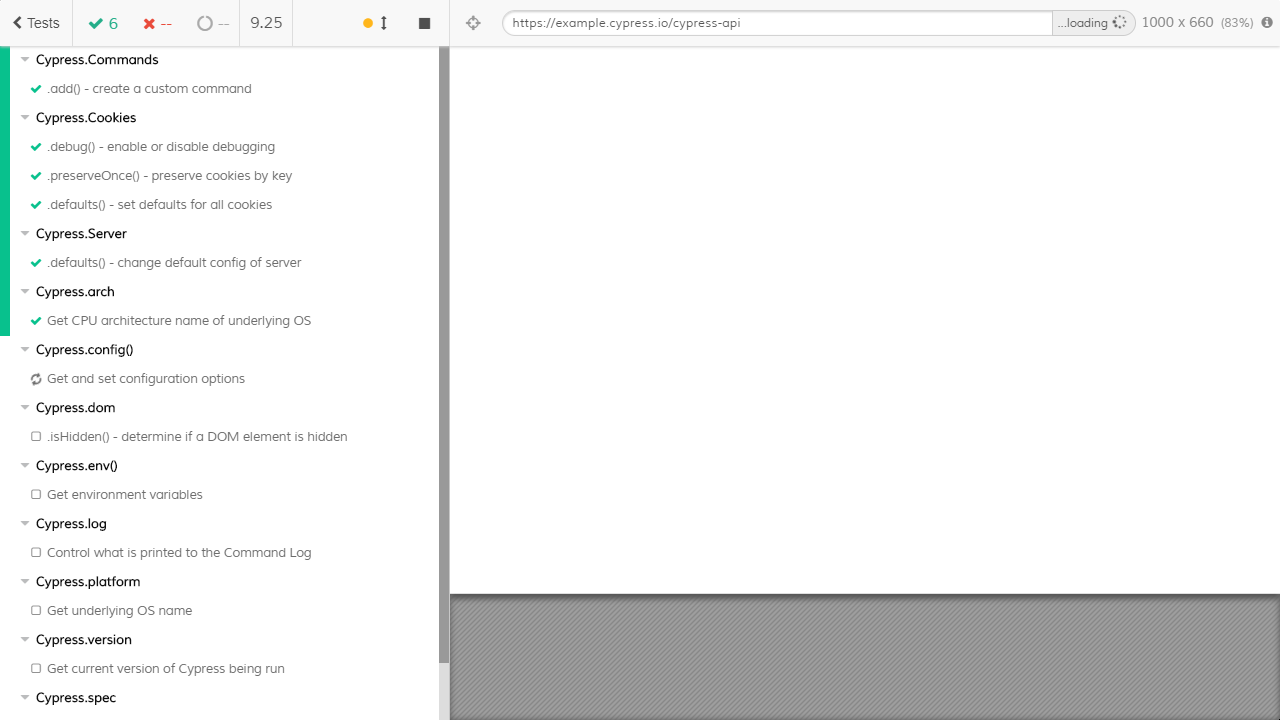 Tests
6
--
--
9.25
https://example.cypress.io/cypress-api
...loading
1000 x 660 (83%)
Cypress.Commands
.add() - create a custom command
Cypress.Cookies
.debug() - enable or disable debugging
.preserveOnce() - preserve cookies by key
.defaults() - set defaults for all cookies
Cypress.Server
.defaults() - change default config of server
Cypress.arch
Get CPU architecture name of underlying OS
Cypress.config()
Get and set configuration options
Cypress.dom
.isHidden() - determine if a DOM element is hidden
Cypress.env()
Get environment variables
Cypress.log
Control what is printed to the Command Log
Cypress.platform
Get underlying OS name
Cypress.version
Get current version of Cypress being run
Cypress.spec